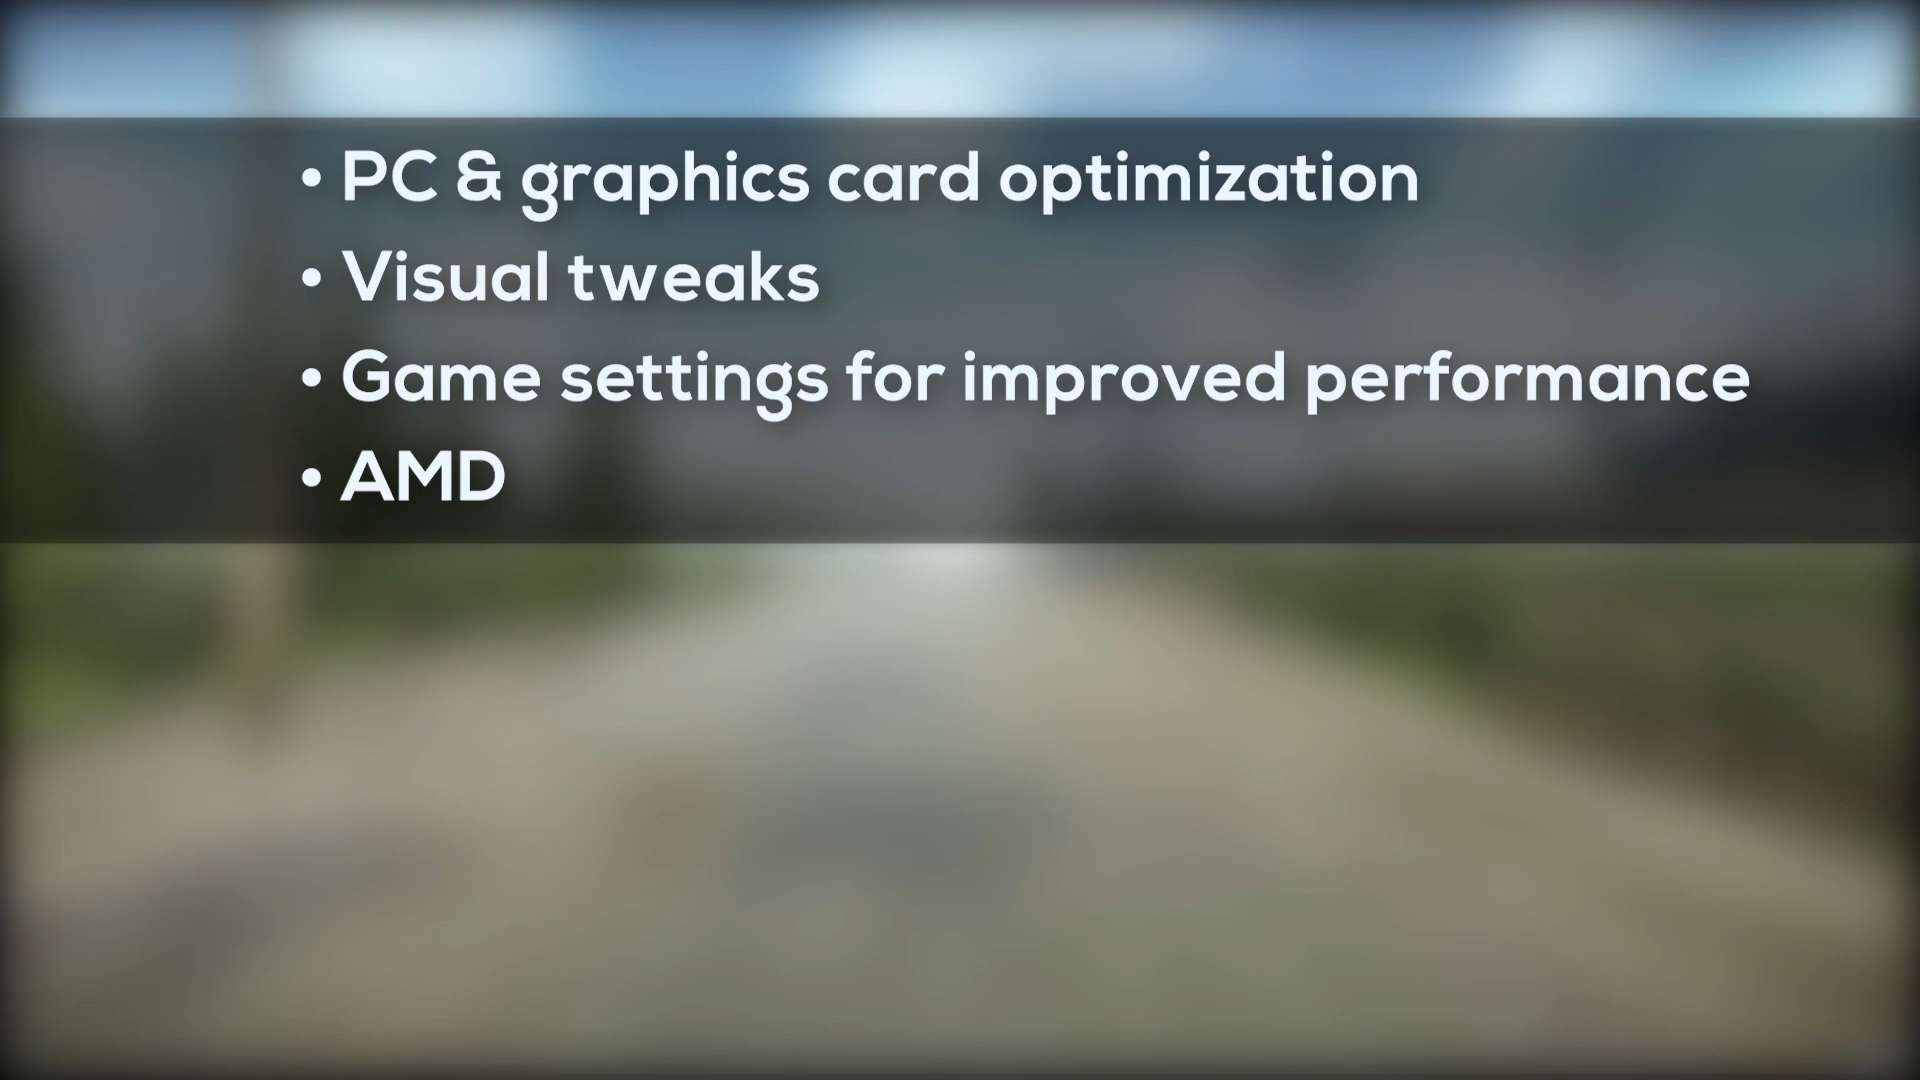 • PC & graphics card optimization
• Visual tweaks
• Game settings for improved performance
• AMD